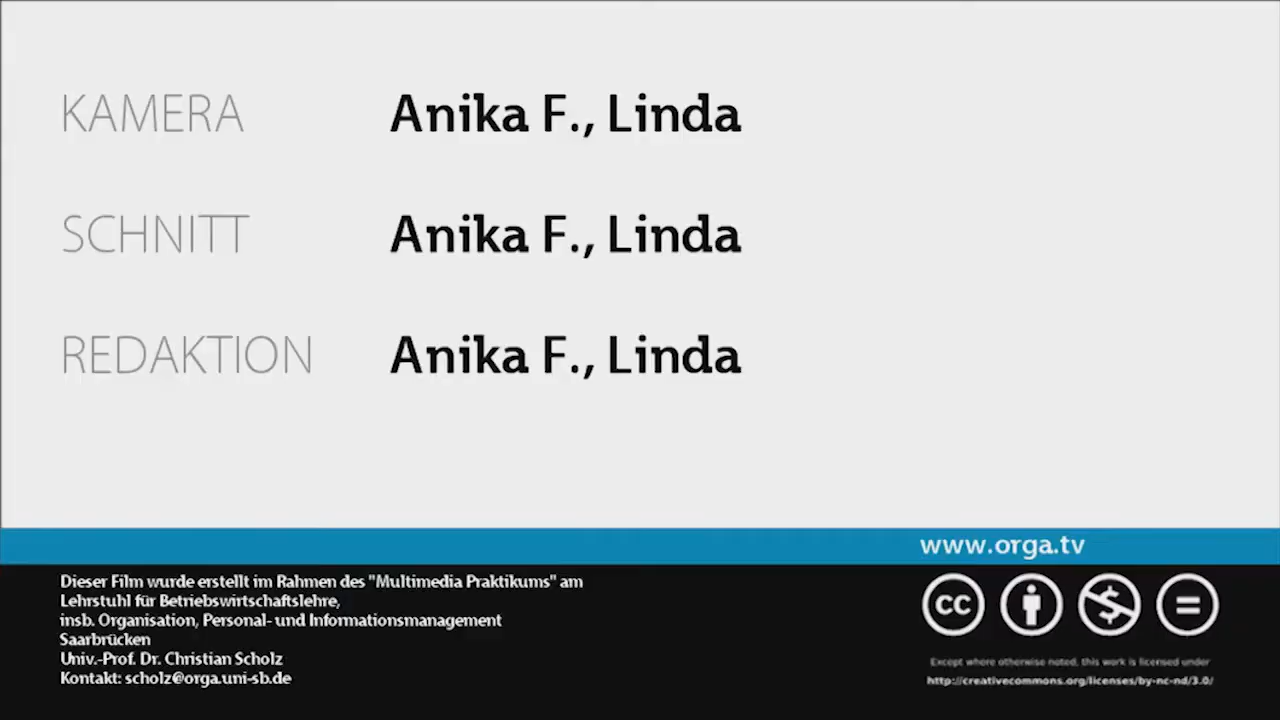 KAMERA Anika F., Linda
SCHNITT Anika F., Linda
REDAKTION Anika F., Linda
www.orga.tv
Dieser Film wurde erstellt im Rahmen des "Multimedia Praktikums" am
Lehrstuhl für Betriebswirtschaftslehre,
insb. Organisation, Personal- und Informationsmanagement
Saarbrücken
Univ.-Prof. Dr. Christian Scholz
Kontakt: scholz@orga.uni-sb.de
cc
Except where otherwise noted, this work is licensed under
http://creativecommons.org/licenses/by-nc-nd/3.0/